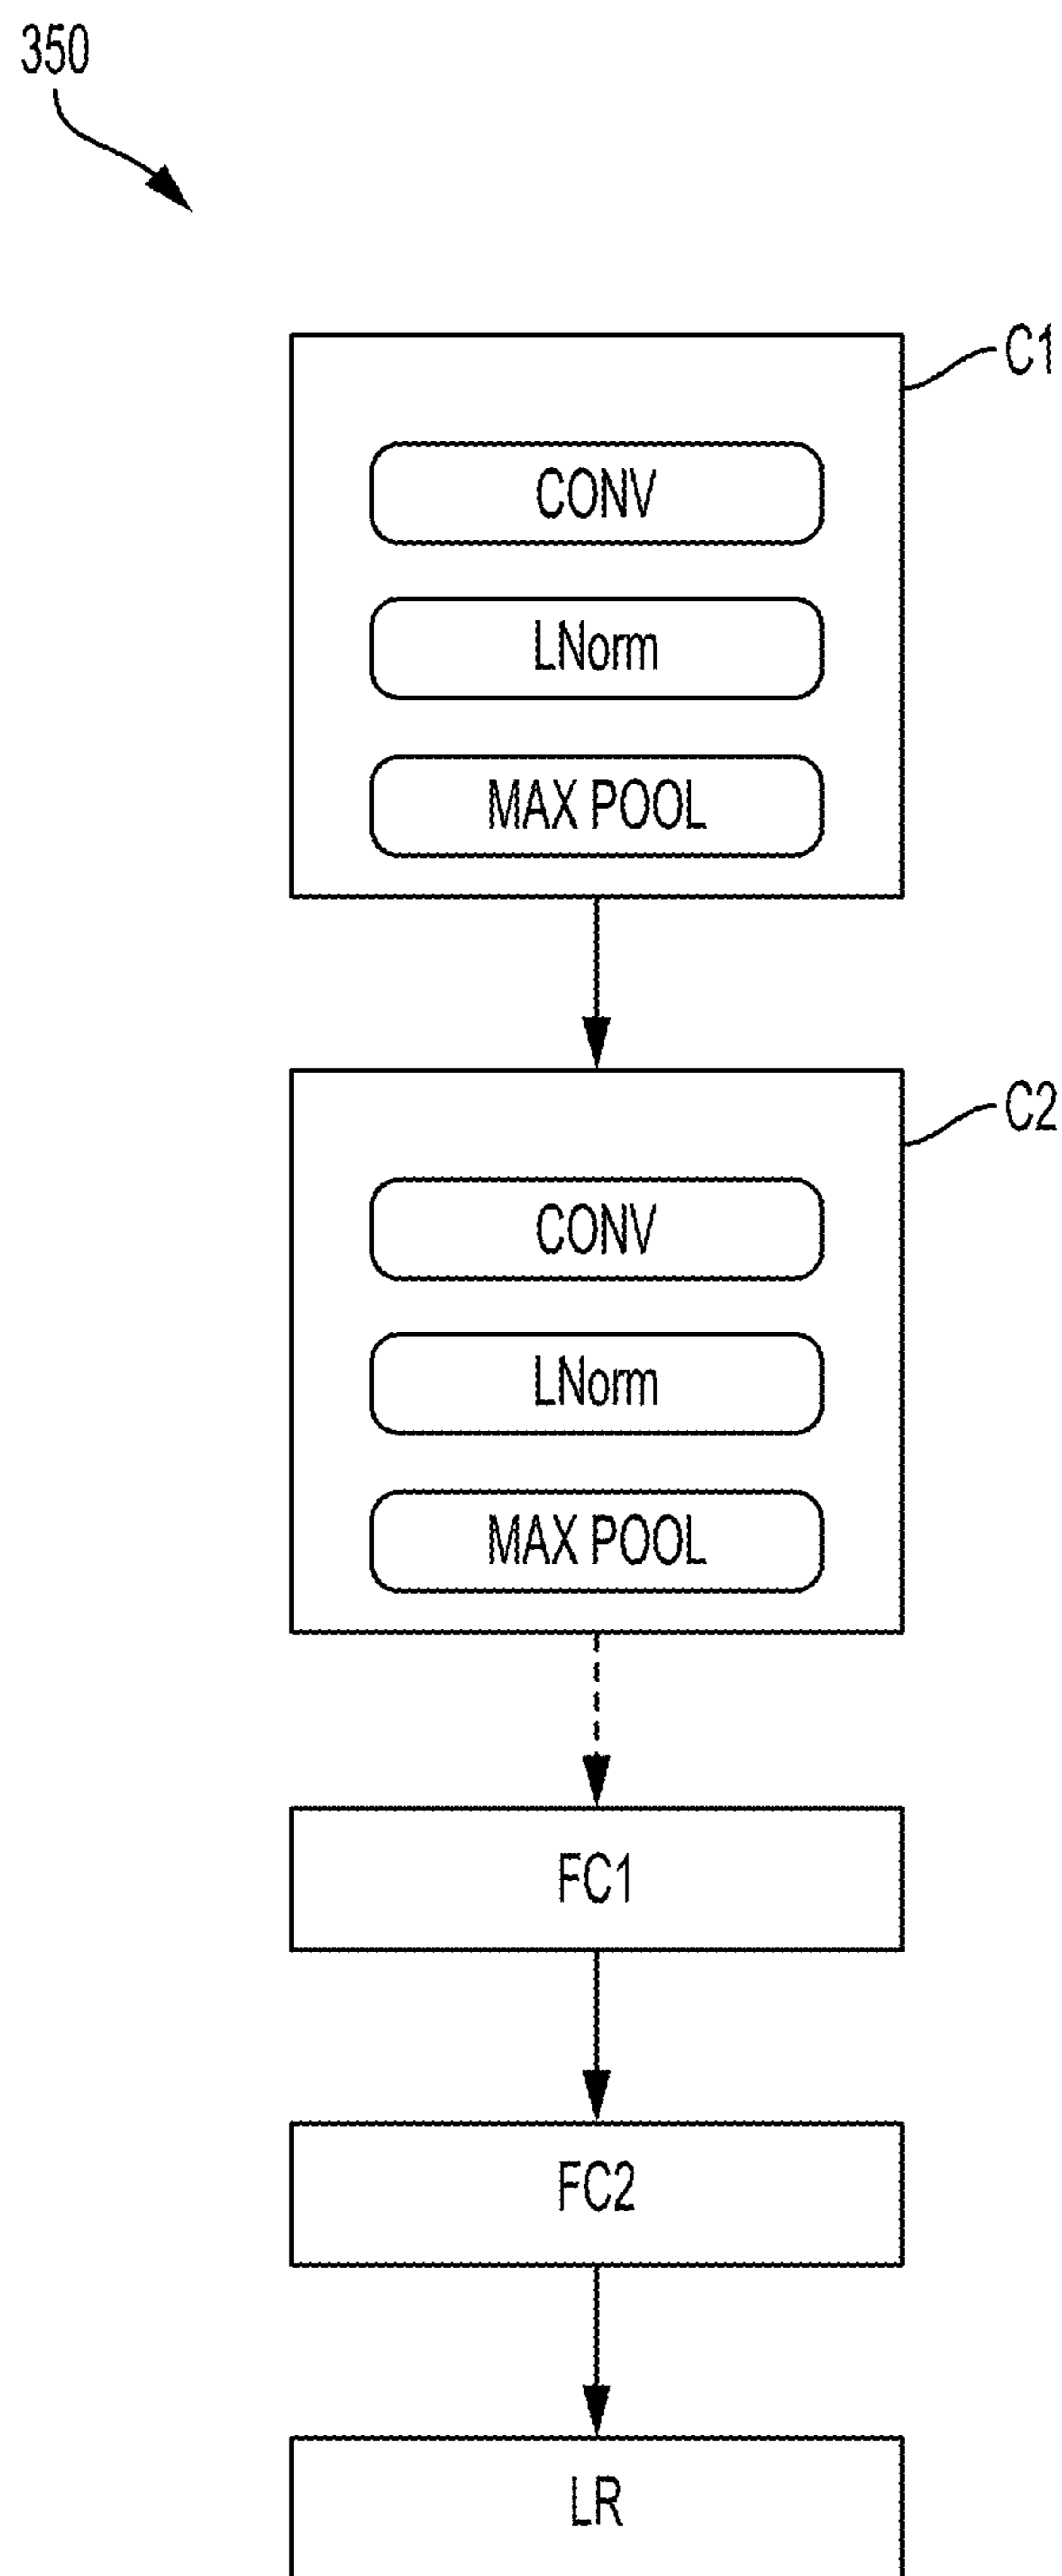 350
C1
CONV
LNorm
MAX POOL
C2
CONV
LNorm
MAX POOL
FC1
FC2
LR